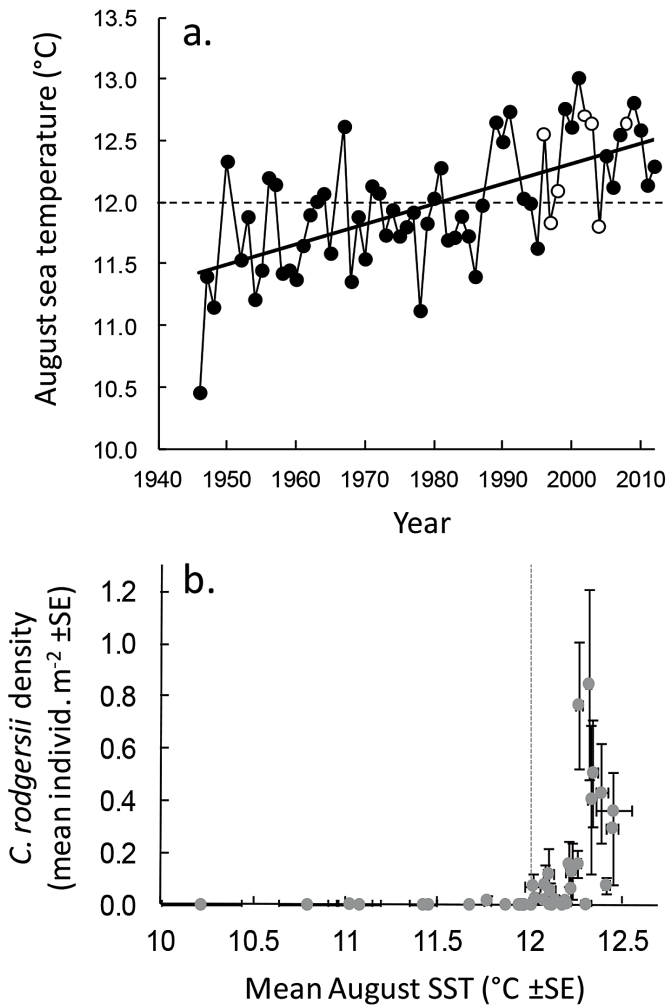 a.
August sea temperature (°C)
13.5
13.0
12.5
12.0
11.5
11.0
10.5
10.0
1940 1950 1960 1970 1980 1990 2000 2010
Year
b.
C. rodgersii density
(mean individ. m-2 ±SE)
1.2
1.0
0.8
0.6
0.4
0.2
0.0
10 10.5 11 11.5 12 12.5
Mean August SST (°C ±SE)